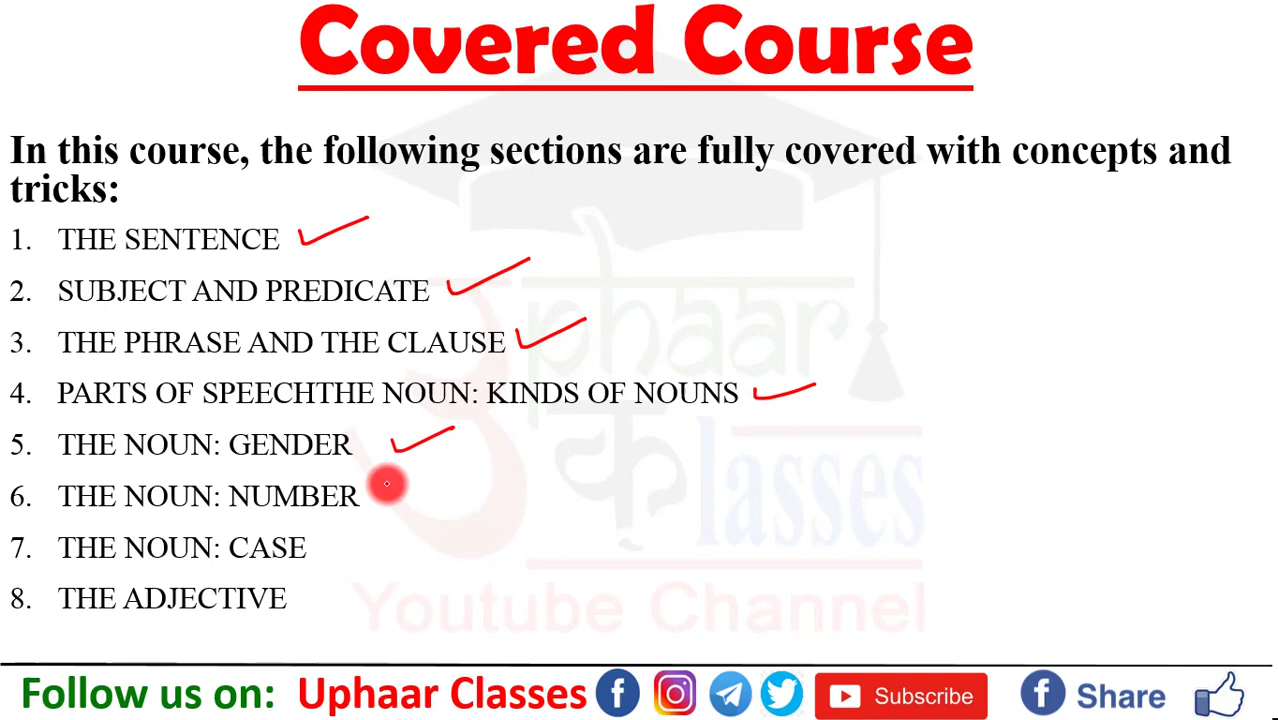 Covered Course
In this course, the following sections are fully covered with concepts and
tricks:
1. THE SENTENCE
2. SUBJECT AND PREDICATE
3. THE PHRASE AND THE CLAUSE
4. PARTS OF SPEECHTHE NOUN: KINDS OF NOUNS
5. THE NOUN: GENDER
6. THE NOUN: NUMBER
7. THE NOUN: CASE
8. THE ADJECTIVE
उphaar
कlasses
Youtube Channel
Follow us on: Uphaar Classes Subscribe Share